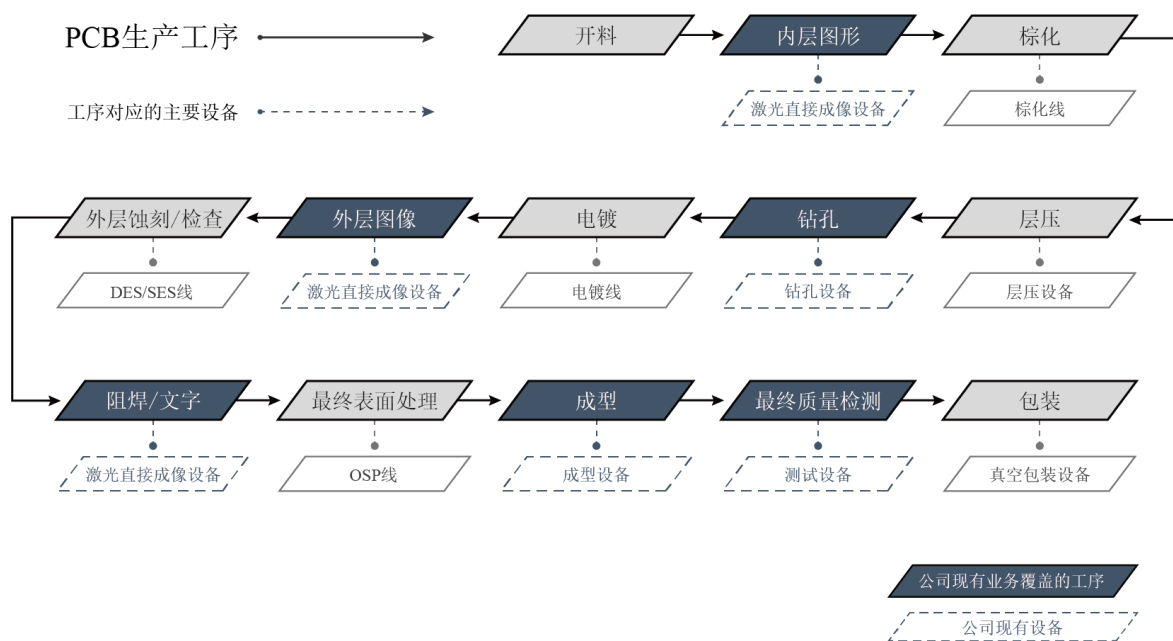 PCB生产工序
开料
内层图形
棕化
工序对应的主要设备
激光直接成像设备
棕化线
外层蚀刻/检查
外层图像
电镀
钻孔
层压
DES/SES线
激光直接成像设备
电镀线
钻孔设备
层压设备
阻焊/文字
最终表面处理
成型
最终质量检测
包装
激光直接成像设备
OSP线
成型设备
测试设备
真空包装设备
公司现有业务覆盖的工序
公司现有设备